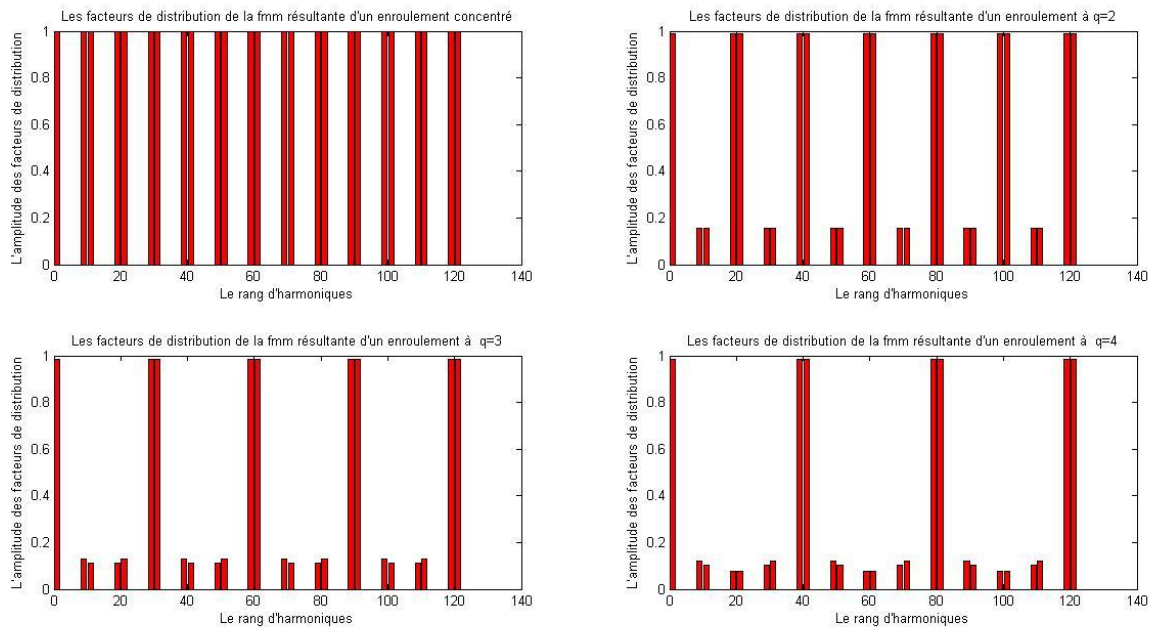 Les facteurs de distribution de la fmm résultante d'un enroulement concentré
L'amplitude des facteurs de distribution
1
0.8
0.6
0.4
0.2
0
0 20 40 60 80 100 120 140
Le rang d'harmoniques
Les facteurs de distribution de la fmm résultante d'un enroulement à q=2
L'amplitude des facteurs de distribution
1
0.8
0.6
0.4
0.2
0
0 20 40 60 80 100 120 140
Le rang d'harmoniques
Les facteurs de distribution de la fmm résultante d'un enroulement à q=3
L'amplitude des facteurs de distribution
1
0.8
0.6
0.4
0.2
0
0 20 40 60 80 100 120 140
Le rang d'harmoniques
Les facteurs de distribution de la fmm résultante d'un enroulement à q=4
L'amplitude des facteurs de distribution
1
0.8
0.6
0.4
0.2
0
0 20 40 60 80 100 120 140
Le rang d'harmoniques